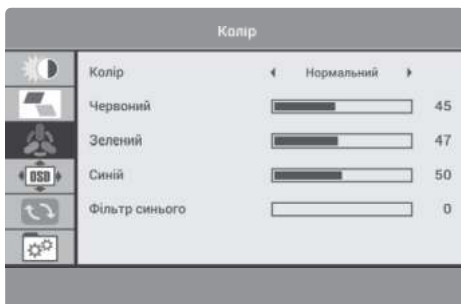 Колір
Колір Нормальний
Червоний 45
Зелений 47
OSD
Синій 50
Фільтр синього 0